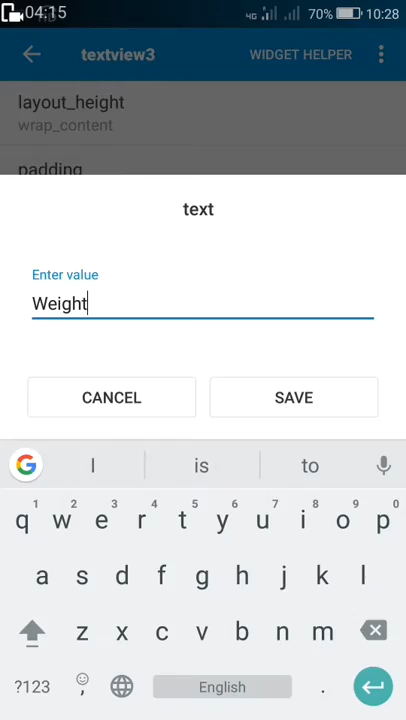 04:15 4G 70% 10:28
textview3 WIDGET HELPER
layout_height
wrap_content
padding
text
Enter value
Weight
CANCEL SAVE
I is to
1 2 3 4 5 6 7 8 9 0
q w e r t y u i o p
a s d f g h j k l
z x c v b n m
?123 , English .